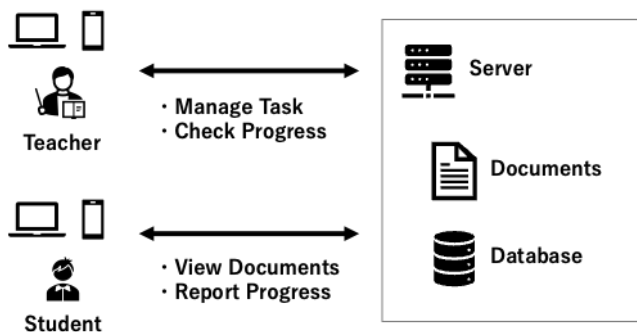 Teacher
・Manage Task
・Check Progress
Server
Documents
Database
Student
・View Documents
・Report Progress